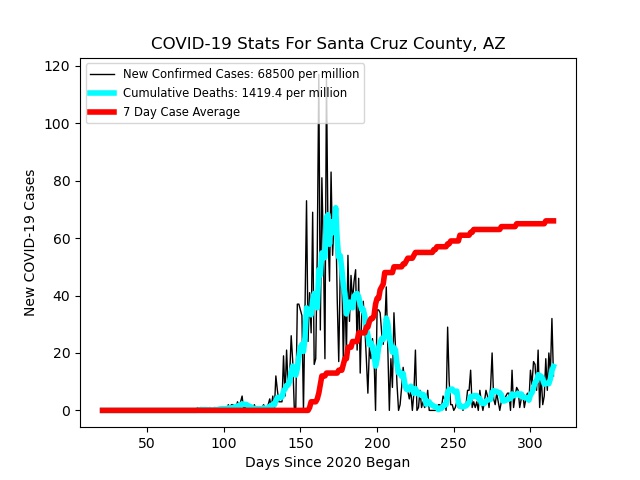 COVID-19 Stats For Santa Cruz County, AZ
New Confirmed Cases: 68500 per million
Cumulative Deaths: 1419.4 per million
7 Day Case Average
New COVID-19 Cases
120
100
80
60
40
20
0
50 100 150 200 250 300
Days Since 2020 Began